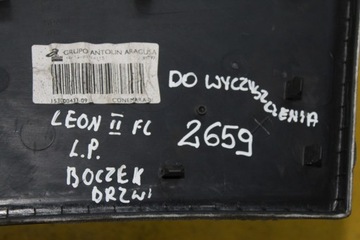 GRUPO ANTOLIN ARAGUSA
DO WYCZYSZCZENIA
LEON II FL
2659
L.P.
BOCZEK
DRZWI